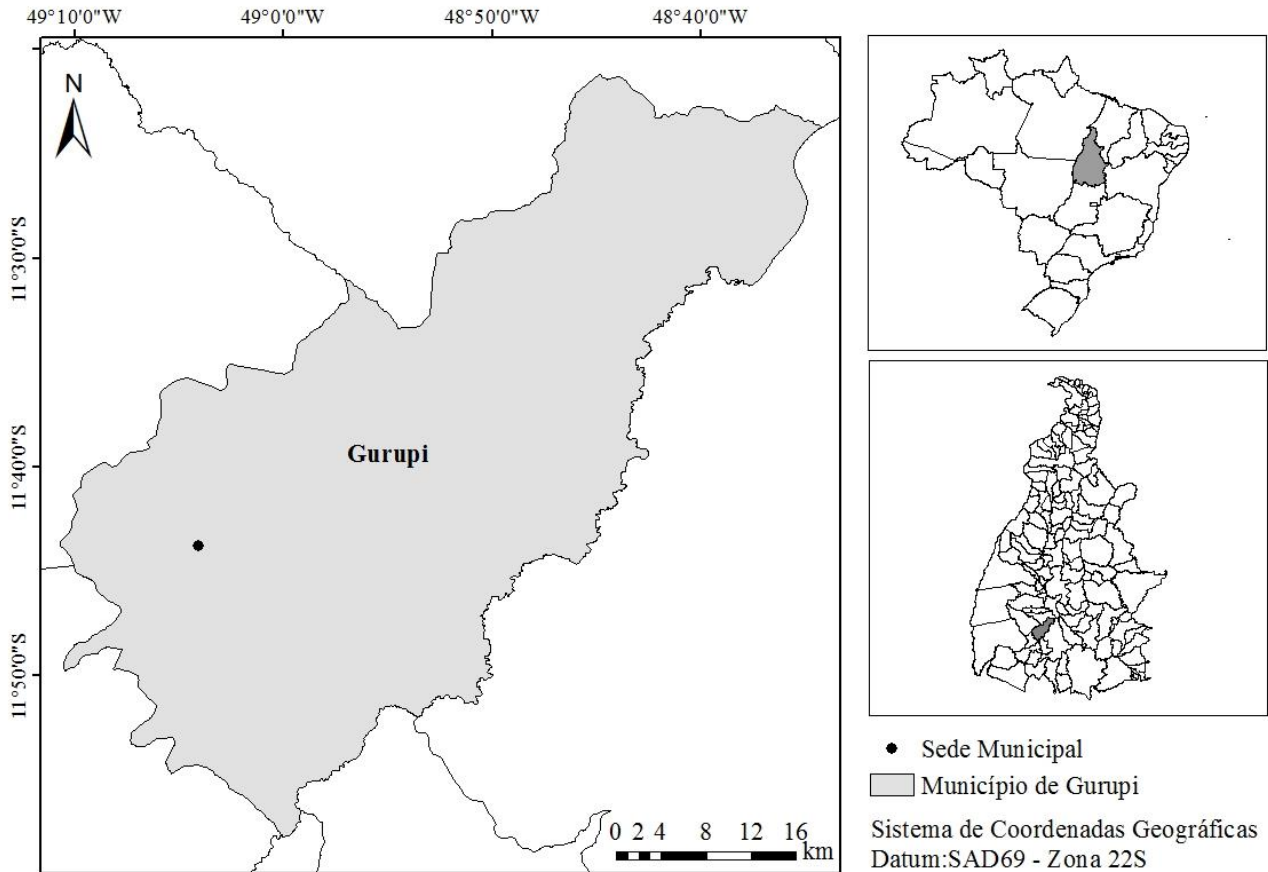 49°10'0"W 49°0'0"W 48°50'0"W 48°40'0"W
N
11°30'0"S
11°40'0"S
11°50'0"S
Gurupi
0 2 4 8 12 16
km
Sede Municipal
Município de Gurupi
Sistema de Coordenadas Geográficas
Datum:SAD69 - Zona 22S